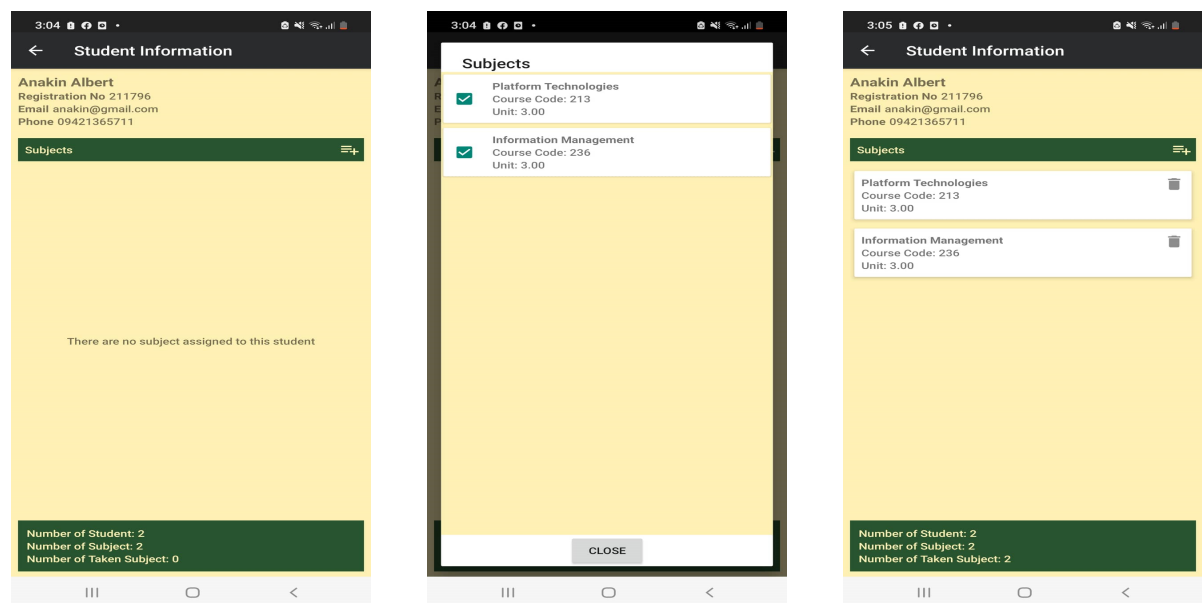 3:04
Student Information
Anakin Albert
Registration No 211796
Email anakin@gmail.com
Phone 09421365711
Subjects
There are no subject assigned to this student
Number of Student: 2
Number of Subject: 2
Number of Taken Subject: 0
3:04
Subjects
Platform Technologies
Course Code: 213
Unit: 3.00
Information Management
Course Code: 236
Unit: 3.00
CLOSE
3:05
Student Information
Anakin Albert
Registration No 211796
Email anakin@gmail.com
Phone 09421365711
Subjects
Platform Technologies
Course Code: 213
Unit: 3.00
Information Management
Course Code: 236
Unit: 3.00
Number of Student: 2
Number of Subject: 2
Number of Taken Subject: 2